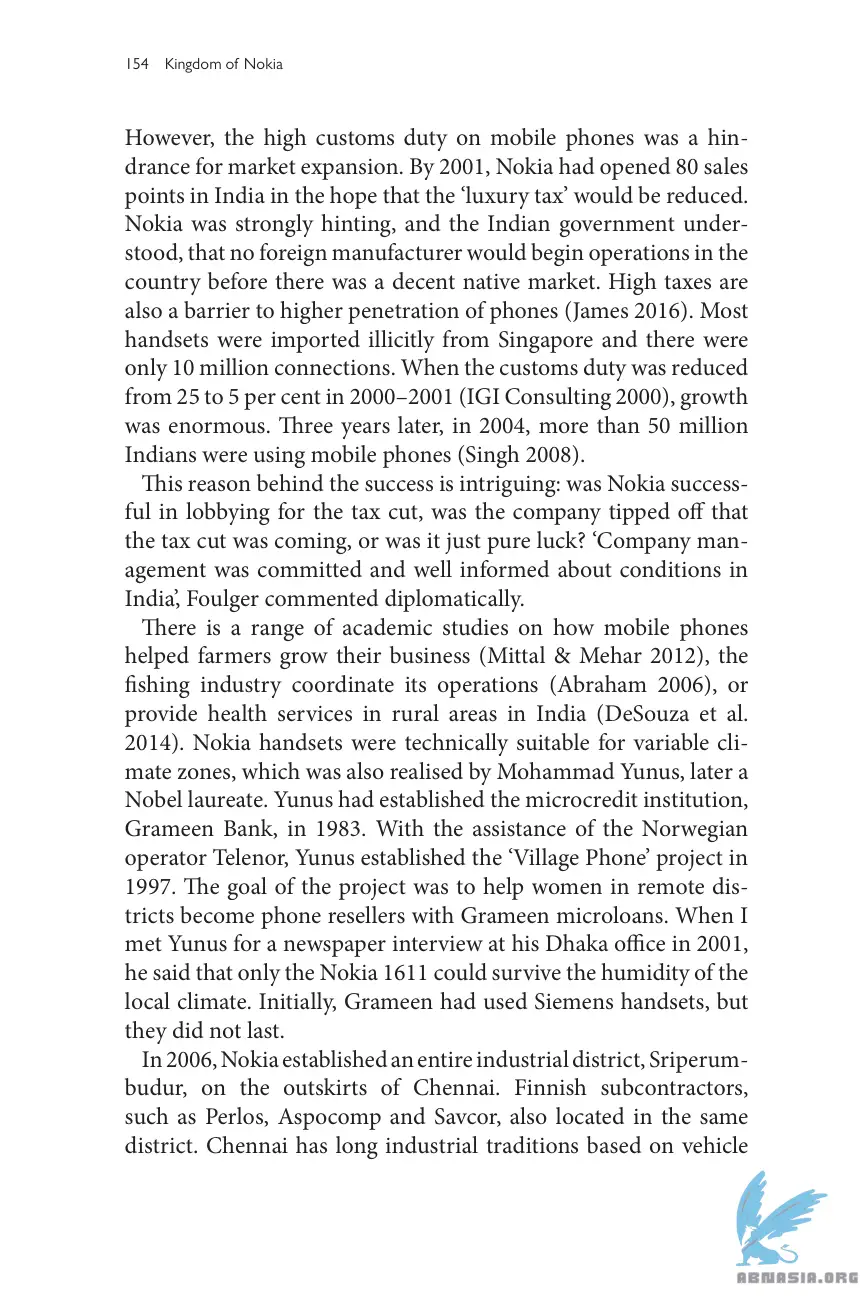 154 Kingdom of Nokia
However, the high customs duty on mobile phones was a hin-
drance for market expansion. By 2001, Nokia had opened 80 sales
points in India in the hope that the ‘luxury tax’ would be reduced.
Nokia was strongly hinting, and the Indian government under-
stood, that no foreign manufacturer would begin operations in the
country before there was a decent native market. High taxes are
also a barrier to higher penetration of phones (James 2016). Most
handsets were imported illicitly from Singapore and there were
only 10 million connections. When the customs duty was reduced
from 25 to 5 per cent in 2000–2001 (IGI Consulting 2000), growth
was enormous. Three years later, in 2004, more than 50 million
Indians were using mobile phones (Singh 2008).
This reason behind the success is intriguing: was Nokia success-
ful in lobbying for the tax cut, was the company tipped off that
the tax cut was coming, or was it just pure luck? ‘Company man-
agement was committed and well informed about conditions in
India’, Foulger commented diplomatically.
There is a range of academic studies on how mobile phones
helped farmers grow their business (Mittal & Mehar 2012), the
fishing industry coordinate its operations (Abraham 2006), or
provide health services in rural areas in India (DeSouza et al.
2014). Nokia handsets were technically suitable for variable cli-
mate zones, which was also realised by Mohammad Yunus, later a
Nobel laureate. Yunus had established the microcredit institution,
Grameen Bank, in 1983. With the assistance of the Norwegian
operator Telenor, Yunus established the ‘Village Phone’ project in
1997. The goal of the project was to help women in remote dis-
tricts become phone resellers with Grameen microloans. When I
met Yunus for a newspaper interview at his Dhaka office in 2001,
he said that only the Nokia 1611 could survive the humidity of the
local climate. Initially, Grameen had used Siemens handsets, but
they did not last.
In 2006, Nokia established an entire industrial district, Sriperum-
budur, on the outskirts of Chennai. Finnish subcontractors,
such as Perlos, Aspocomp and Savcor, also located in the same
district. Chennai has long industrial traditions based on vehicle
ABNASIA.ORG